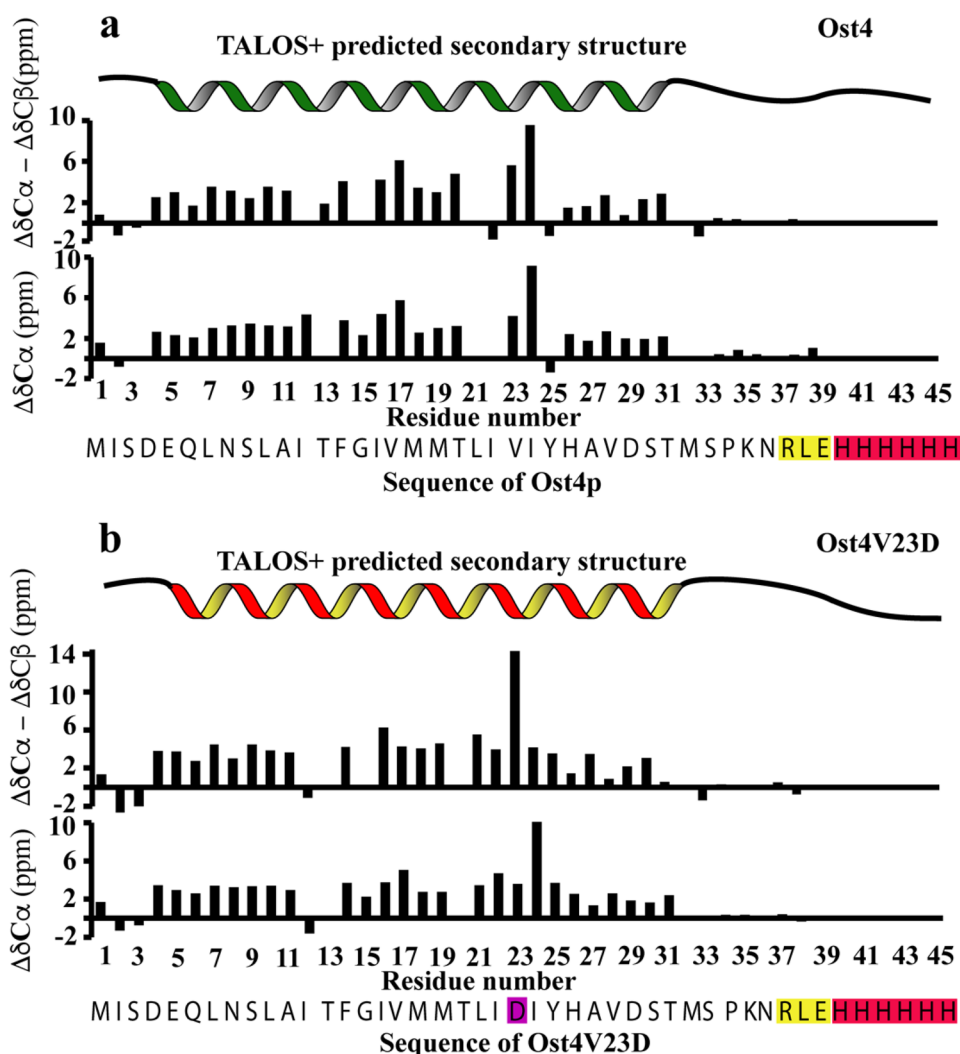 a
Ost4
TALOS+ predicted secondary structure
ΔδCα – ΔδCβ(ppm)
10
6
2
-2
ΔδCα (ppm)
10
6
2
-2
1 3 5 7 9 11 13 15 17 19 21 23 25 27 29 31 33 35 37 39 41 43 45
Residue number
MISDEQLNSLAI TFGIVMMTLI VIYHAVDSTMSPKNRLEHHHHHH
Sequence of Ost4p
b
Ost4V23D
TALOS+ predicted secondary structure
ΔδCα – ΔδCβ (ppm)
14
10
6
2
-2
ΔδCα (ppm)
10
6
2
-2
1 3 5 7 9 11 13 15 17 19 21 23 25 27 29 31 33 35 37 39 41 43 45
Residue number
MISDEQLNSLAI TFGIVMMTLIDIYHAVDSTMS PKNRLEHHHHHH
Sequence of Ost4V23D